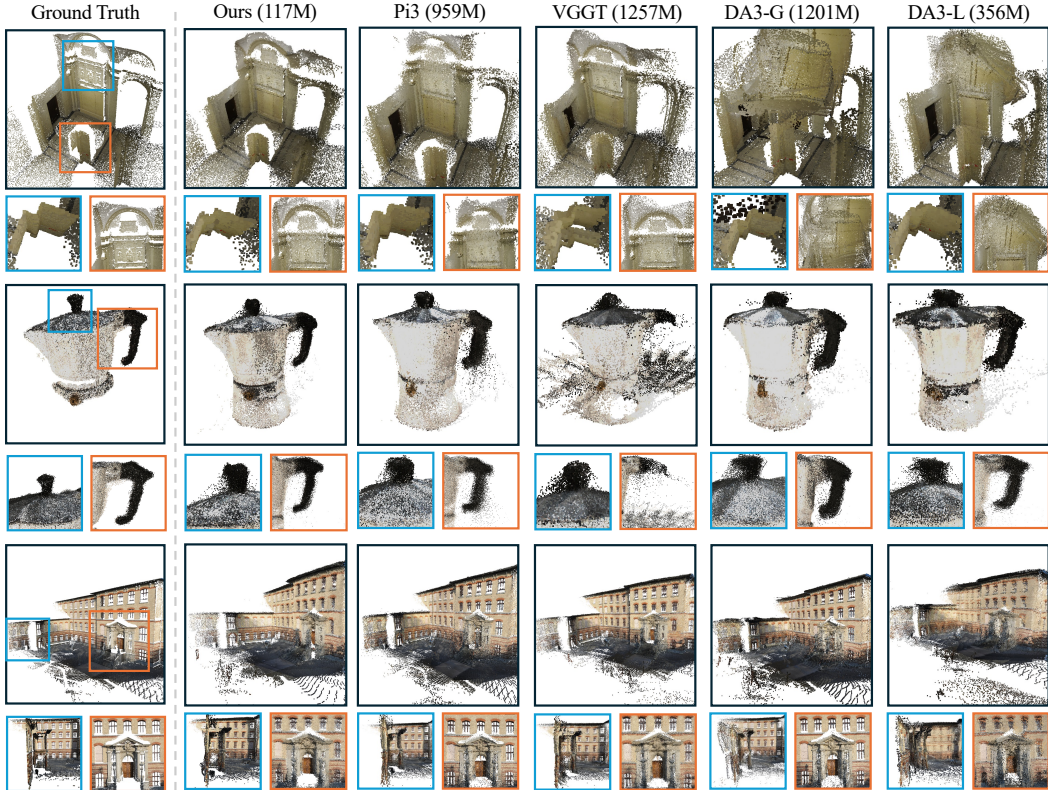 Ground Truth
Ours (117M)
Pi3 (959M)
VGGT (1257M)
DA3-G (1201M)
DA3-L (356M)